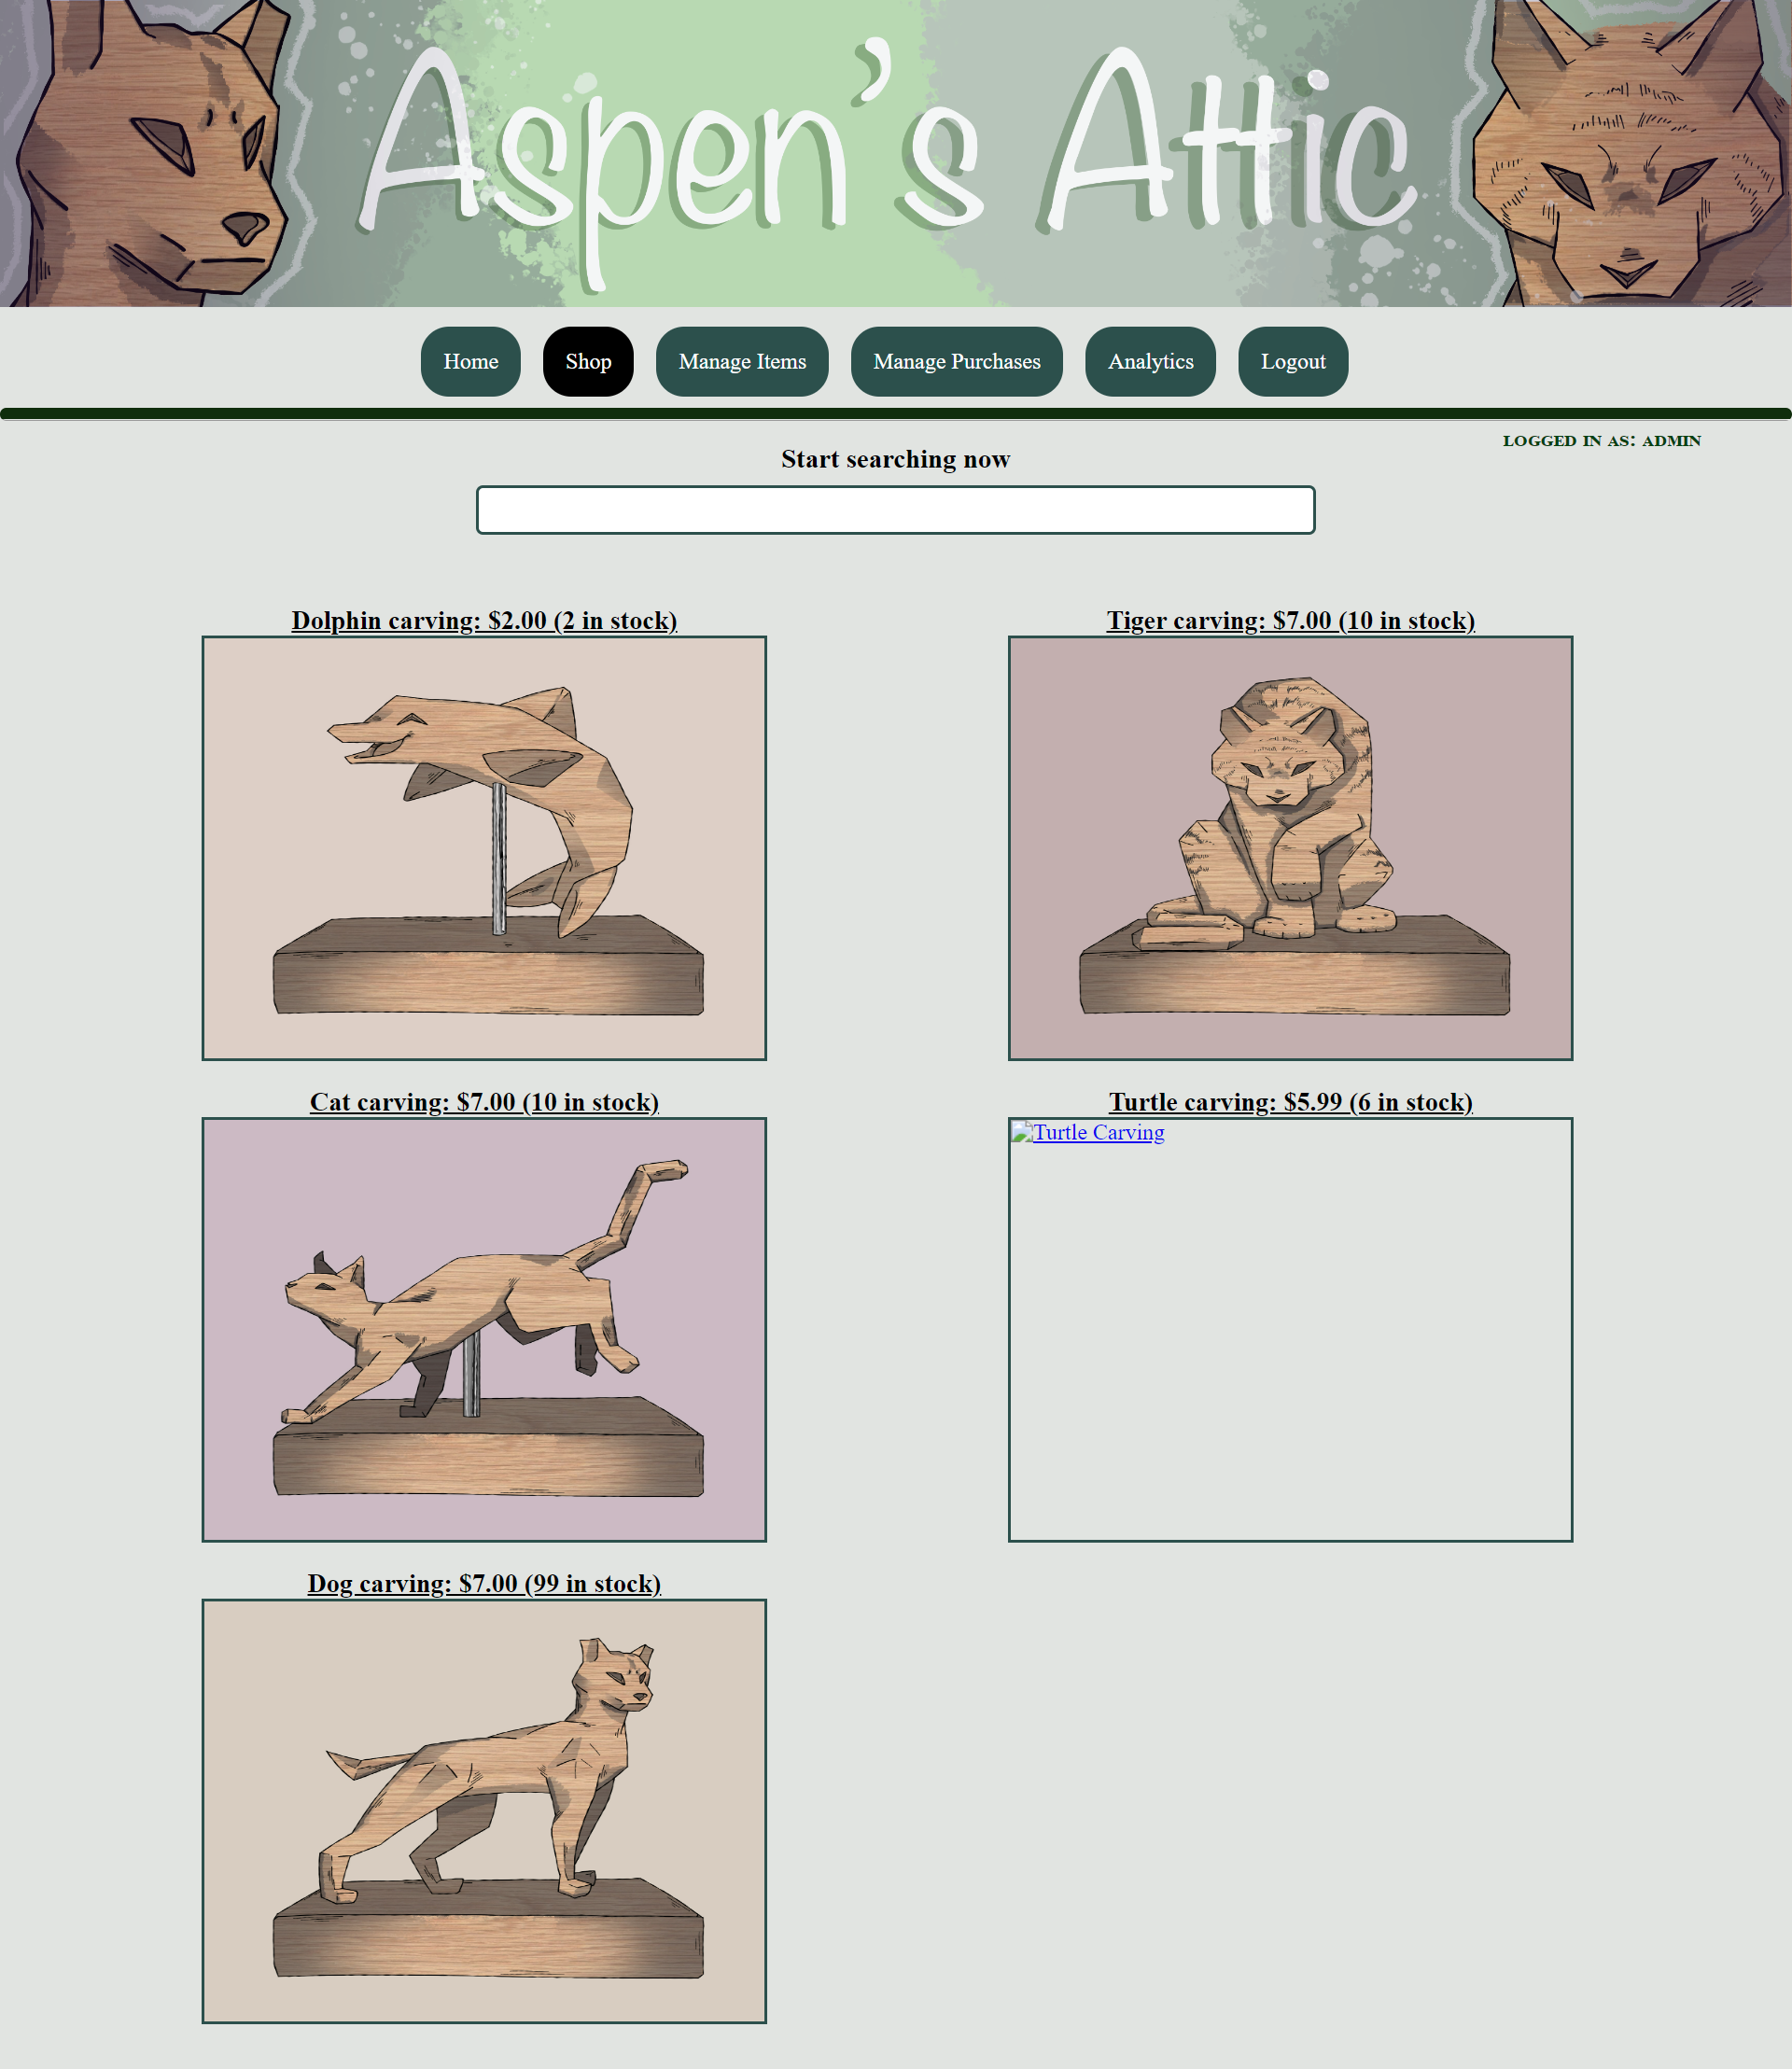 Aspen's Attic
Home Shop Manage Items Manage Purchases Analytics Logout
LOGGED IN AS: ADMIN
Start searching now
Dolphin carving: $2.00 (2 in stock)
Tiger carving: $7.00 (10 in stock)
Cat carving: $7.00 (10 in stock)
Turtle carving: $5.99 (6 in stock)
Turtle Carving
Dog carving: $7.00 (99 in stock)